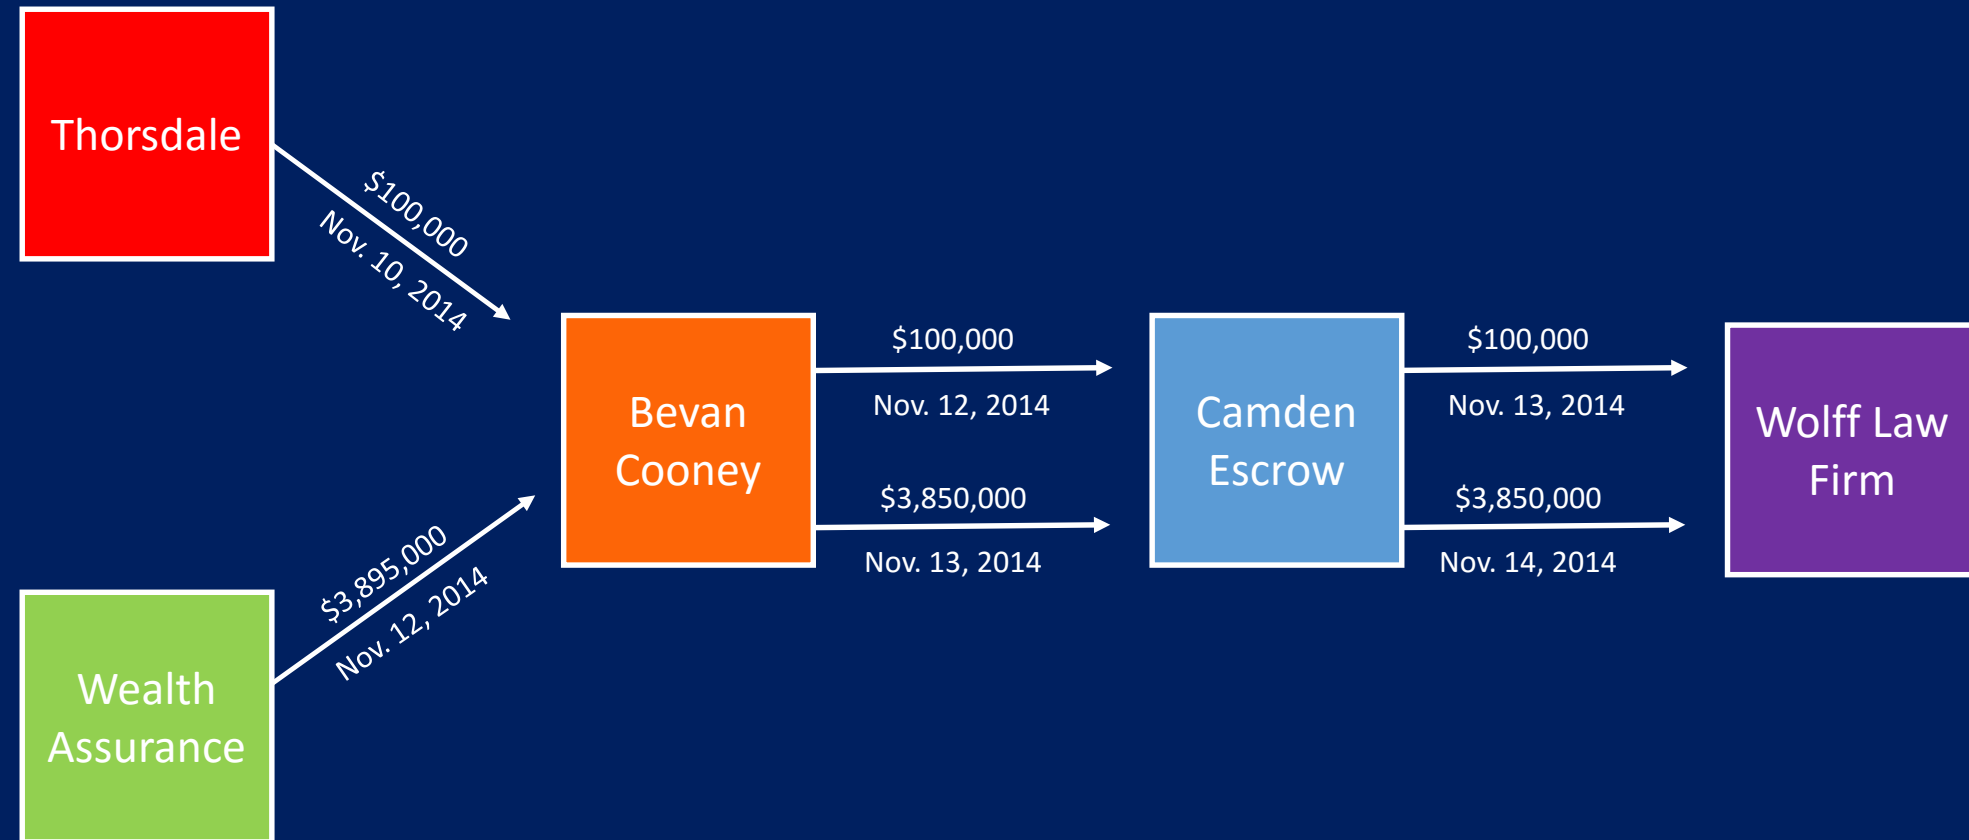 Thorsdale
$100,000
Nov. 10, 2014
Wealth
Assurance
$3,895,000
Nov. 12, 2014
Bevan
Cooney
$100,000
Nov. 12, 2014
$3,850,000
Nov. 13, 2014
Camden
Escrow
$100,000
Nov. 13, 2014
$3,850,000
Nov. 14, 2014
Wolff Law
Firm